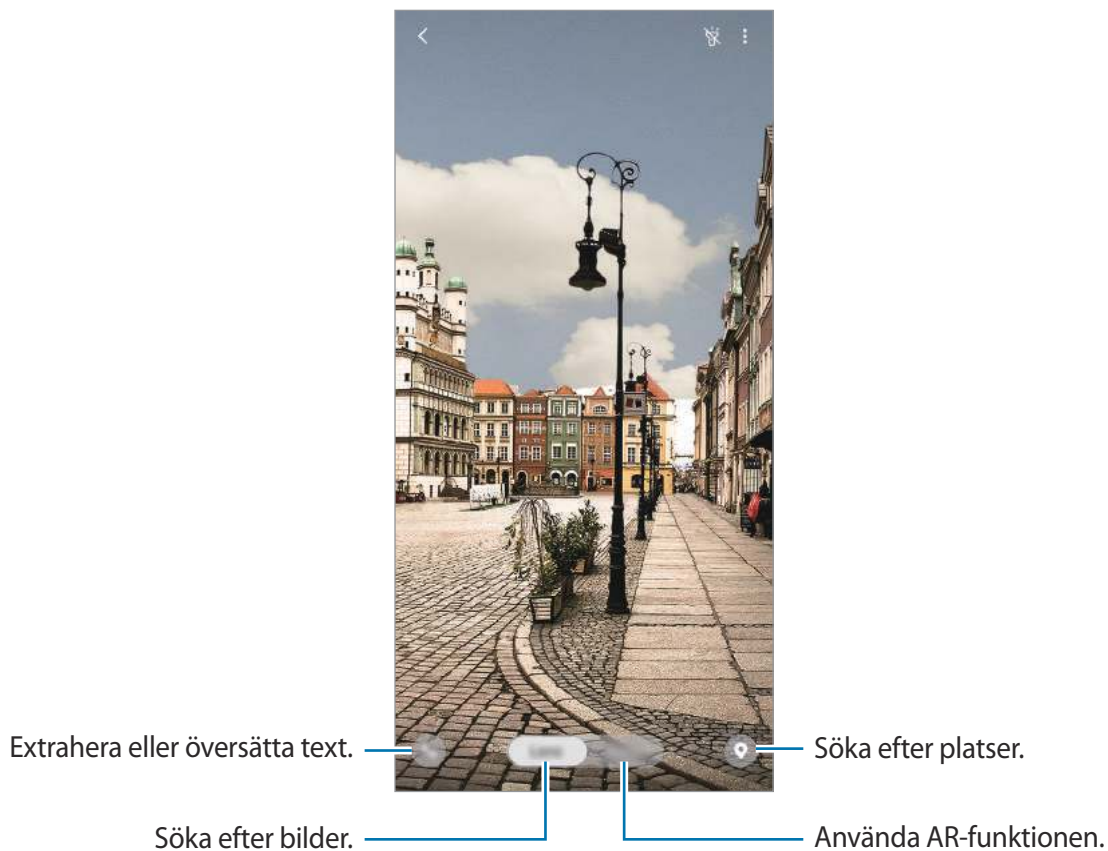 Extrahera eller översätta text.
Söka efter platser.
Söka efter bilder.
Använda AR-funktionen.